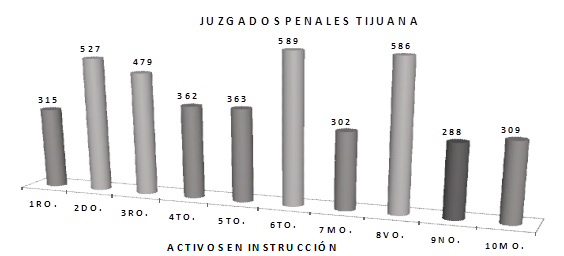 JUZGADOS PENALES TIJUANA
315
527
479
362
363
589
302
586
288
309
1RO.
2DO.
3RO.
4TO.
5TO.
6TO.
7MO.
8VO.
9NO.
10MO.
ACTIVOS EN INSTRUCCIÓN